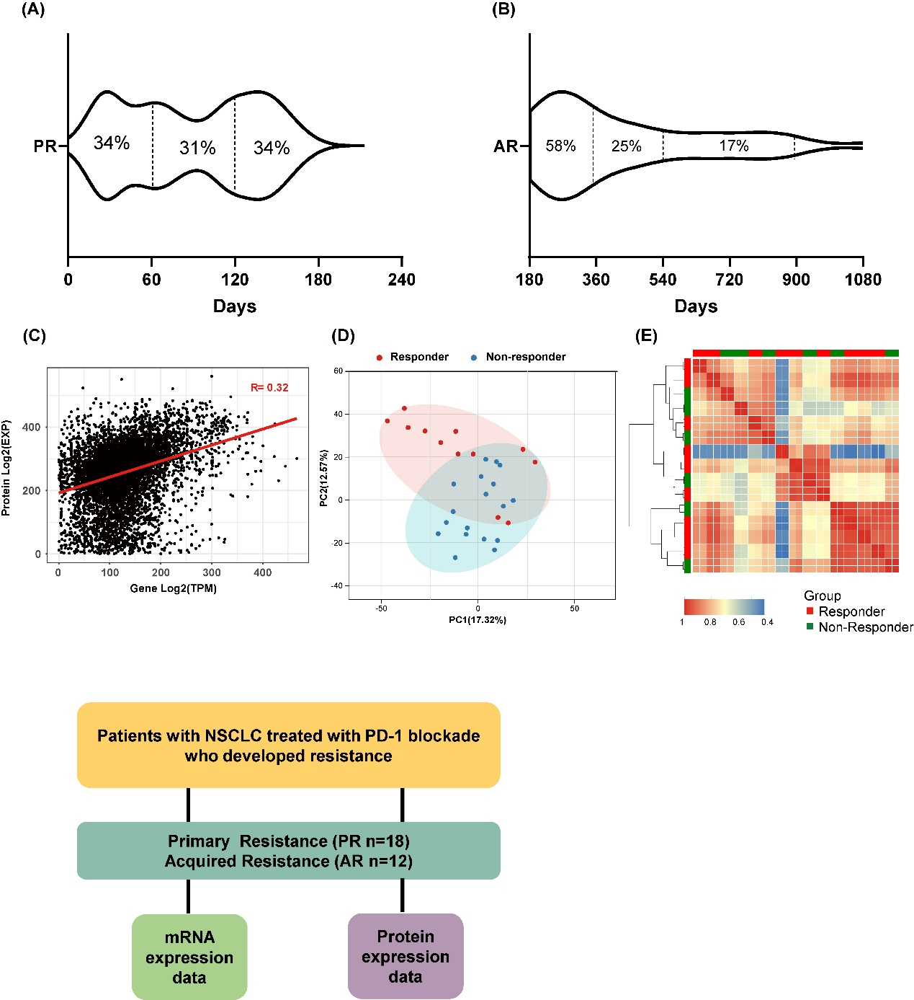 (A)
PR
34%
31%
34%
0 60 120 180 240
Days
(B)
AR
58%
25%
17%
180 360 540 720 900 1080
Days
(C)
R= 0.32
Protein Log2(EXP)
400
200
0
0 100 200 300 400
Gene Log2(TPM)
(D)
Responder Non-responder
PC2(12.57%)
60
40
20
0
-20
-40
-50 0 50
PC1(17.32%)
(E)
1 0.8 0.6 0.4
Group
Responder
Non-Responder
Patients with NSCLC treated with PD-1 blockade
who developed resistance
Primary Resistance (PR n=18)
Acquired Resistance (AR n=12)
mRNA
expression
data
Protein
expression
data